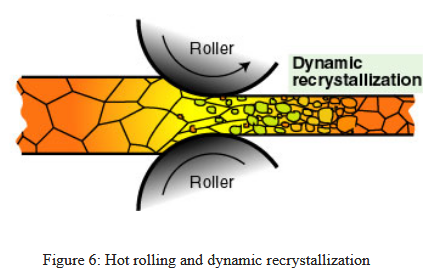 Roller
Dynamic
recrystallization
Roller
Figure 6: Hot rolling and dynamic recrystallization